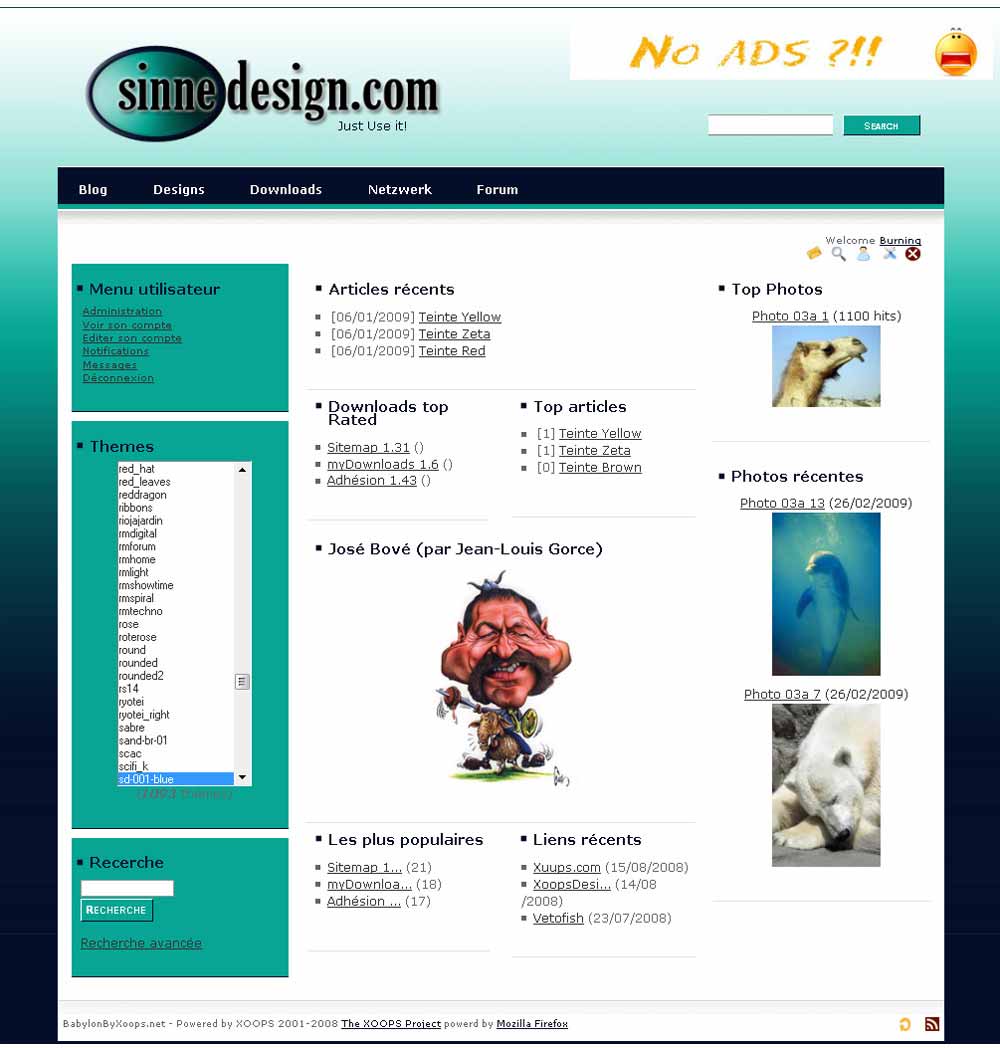 No ads ?!!
sinnedesign.com
Just Use it!
Search
Blog Designs Downloads Netzwerk Forum
Welcome Burning
Menu utilisateur
Administration
Voir son compte
Editer son compte
Notifications
Messages
Déconnexion
Themes
red_hat
red_leaves
reddragon
ribbons
riojajardin
rmdigital
rmforum
rmhome
rmlight
rmshowtime
rmspiral
rmtechno
rose
roterose
round
rounded
rounded2
rs14
ryotei
ryotei_right
sabre
sand-br-01
scac
scifi_k
sd-001-blue
(1093 themes)
Recerche
Recherche
Recherche avancée
Articles récents
[06/01/2009] Teinte Yellow
[06/01/2009] Teinte Zeta
[06/01/2009] Teinte Red
Downloads top
Rated
Sitemap 1.31 ()
myDownloads 1.6 ()
Adhésion 1.43 ()
Top articles
[1] Teinte Yellow
[1] Teinte Zeta
[0] Teinte Brown
José Bové (par Jean-Louis Gorce)
Les plus populaires
Sitemap 1... (21)
myDownloa... (18)
Adhésion ... (17)
Liens récents
Xuups.com (15/08/2008)
XoopsDesi... (14/08
/2008)
Vetofish (23/07/2008)
Top Photos
Photo 03a 1 (1100 hits)
Photos récentes
Photo 03a 13 (26/02/2009)
Photo 03a 7 (26/02/2009)
BabylonByXoops.net - Powered by XOOPS 2001-2008 The XOOPS Project powerd by Mozilla Firefox